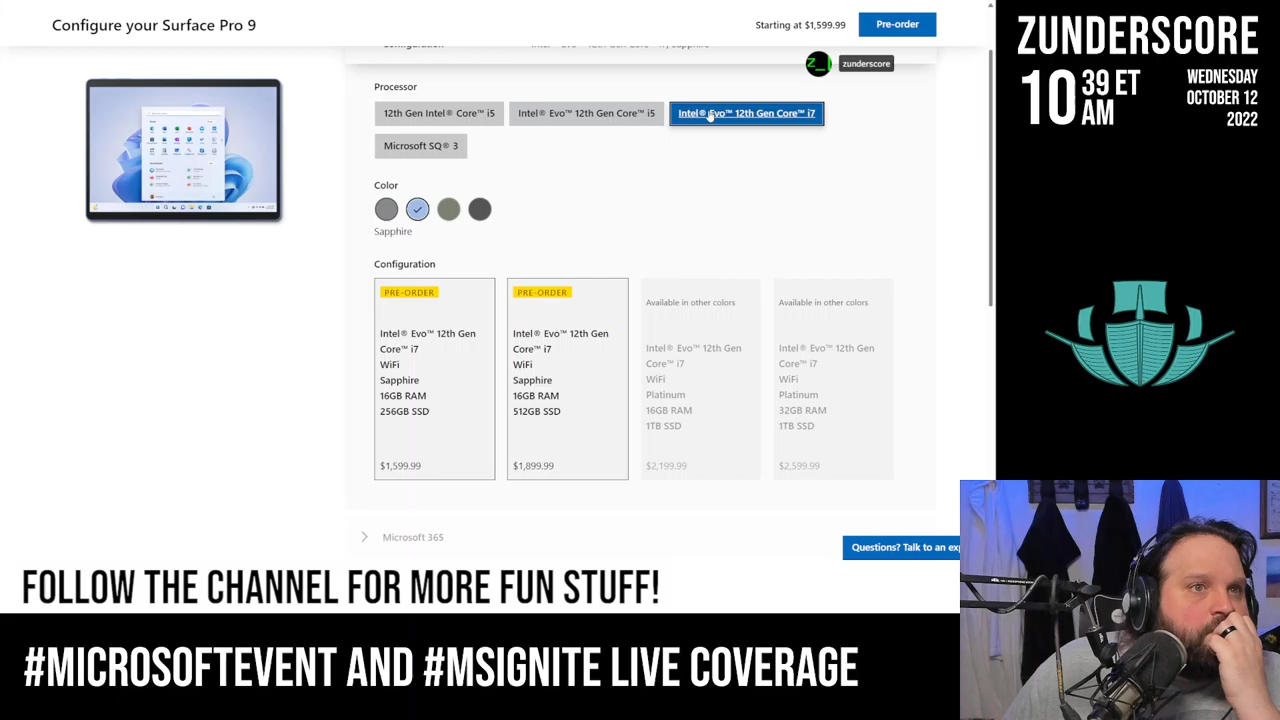 Configure your Surface Pro 9
Starting at $1,599.99
Pre-order
zunderscore
Processor
12th Gen Intel® Core™ i5
Intel® Evo™ 12th Gen Core™ i5
Intel® Evo™ 12th Gen Core™ i7
Microsoft SQ® 3
Color
Sapphire
Configuration
PRE-ORDER
Intel® Evo™ 12th Gen
Core™ i7
WiFi
Sapphire
16GB RAM
256GB SSD
$1,599.99
PRE-ORDER
Intel® Evo™ 12th Gen
Core™ i7
WiFi
Sapphire
16GB RAM
512GB SSD
$1,899.99
Available in other colors
Intel® Evo™ 12th Gen
Core™ i7
WiFi
Platinum
16GB RAM
1TB SSD
$2,199.99
Available in other colors
Intel® Evo™ 12th Gen
Core™ i7
WiFi
Platinum
32GB RAM
1TB SSD
$2,599.99
Microsoft 365
Questions? Talk to an
ZUNDERSCORE
10 39 ET AM
WEDNESDAY
OCTOBER 12
2022
FOLLOW THE CHANNEL FOR MORE FUN STUFF!
#MICROSOFTEVENT AND #MSIGNITE LIVE COVERAGE